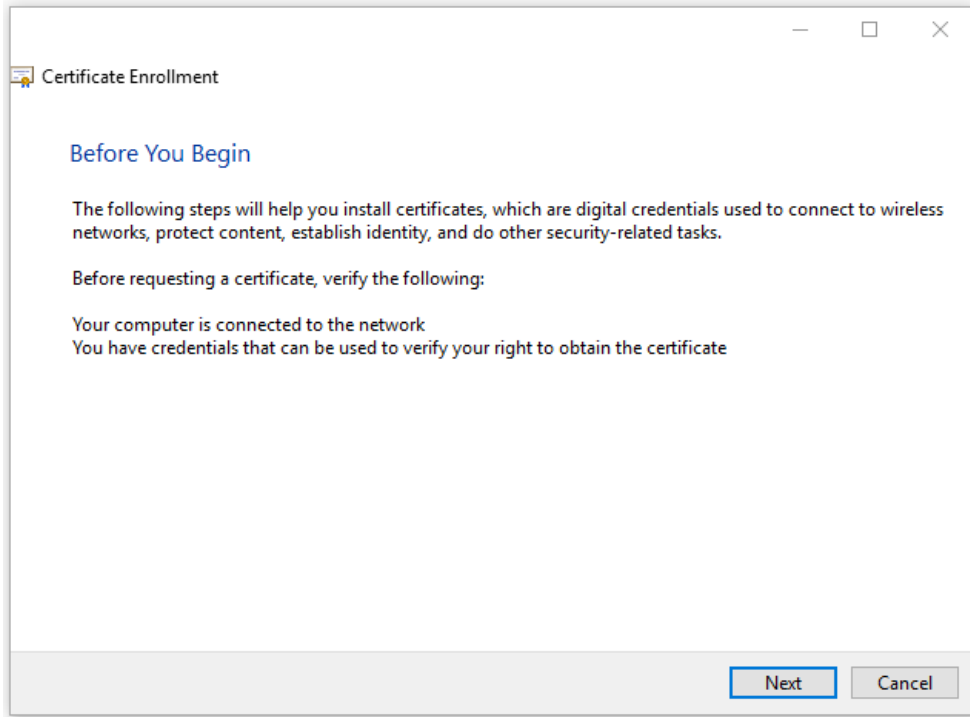 Certificate Enrollment
Before You Begin
The following steps will help you install certificates, which are digital credentials used to connect to wireless
networks, protect content, establish identity, and do other security-related tasks.
Before requesting a certificate, verify the following:
Your computer is connected to the network
You have credentials that can be used to verify your right to obtain the certificate
Next
Cancel